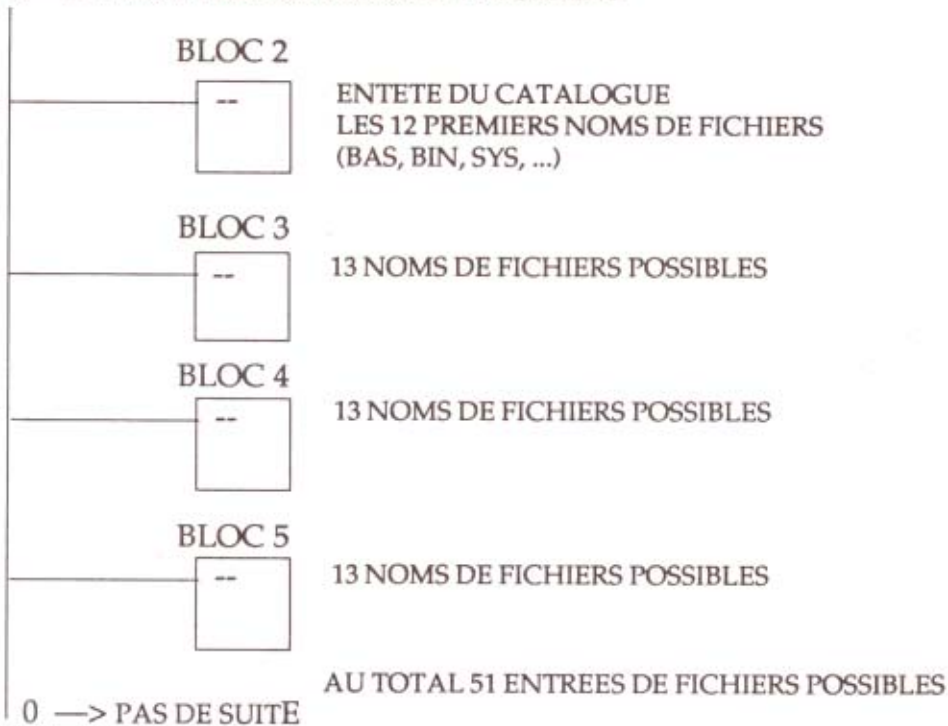 BLOC 2
--
ENTETE DU CATALOGUE
LES 12 PREMIERS NOMS DE FICHIERS
(BAS, BIN, SYS, ...)
BLOC 3
--
13 NOMS DE FICHIERS POSSIBLES
BLOC 4
--
13 NOMS DE FICHIERS POSSIBLES
BLOC 5
--
13 NOMS DE FICHIERS POSSIBLES
AU TOTAL 51 ENTREES DE FICHIERS POSSIBLES
0 —> PAS DE SUITE